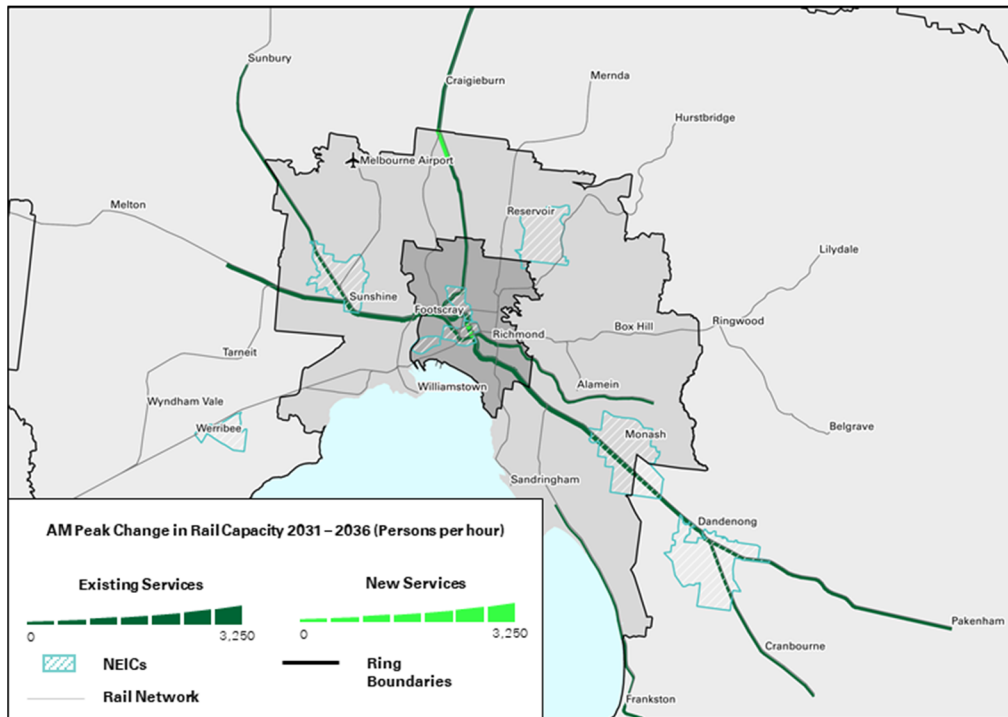 Sunbury
Craigieburn
Mernda
Hurstbridge
Melbourne Airport
Melton
Reservoir
Lilydale
Sunshine
Footscray
Ringwood
Box Hill
Richmond
Tarneit
Alamein
Williamstown
Wyndham Vale
Werribee
Belgrave
Monash
Sandringham
Dandenong
Pakenham
Cranbourne
Frankston
AM Peak Change in Rail Capacity 2031 – 2036 (Persons per hour)
Existing Services
New Services
0 3,250
0 3,250
NEICs
Ring
Boundaries
Rail Network